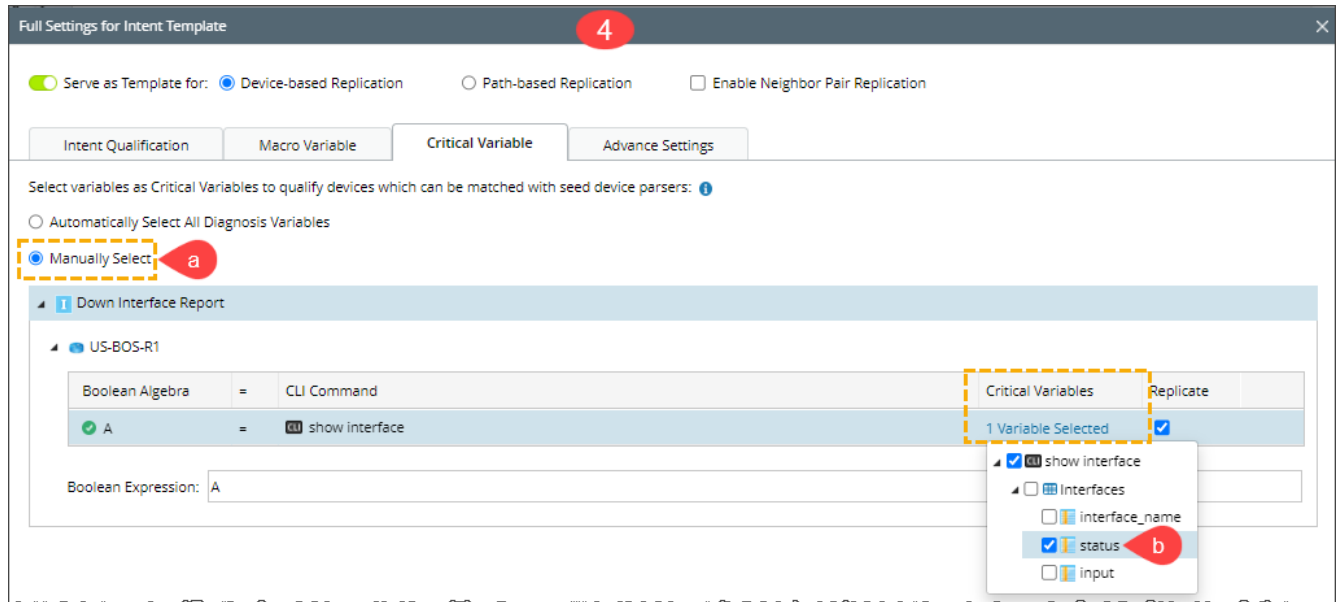 Full Settings for Intent Template
4
Serve as Template for: Device-based Replication Path-based Replication Enable Neighbor Pair Replication
Intent Qualification Macro Variable Critical Variable Advance Settings
Select variables as Critical Variables to qualify devices which can be matched with seed device parsers:
Automatically Select All Diagnosis Variables
Manually Select a
Down Interface Report
US-BOS-R1
Boolean Algebra = CLI Command Critical Variables Replicate
A = CLI show interface 1 Variable Selected
CLI show interface
Interfaces
Boolean Expression: A
interface_name
status b
input